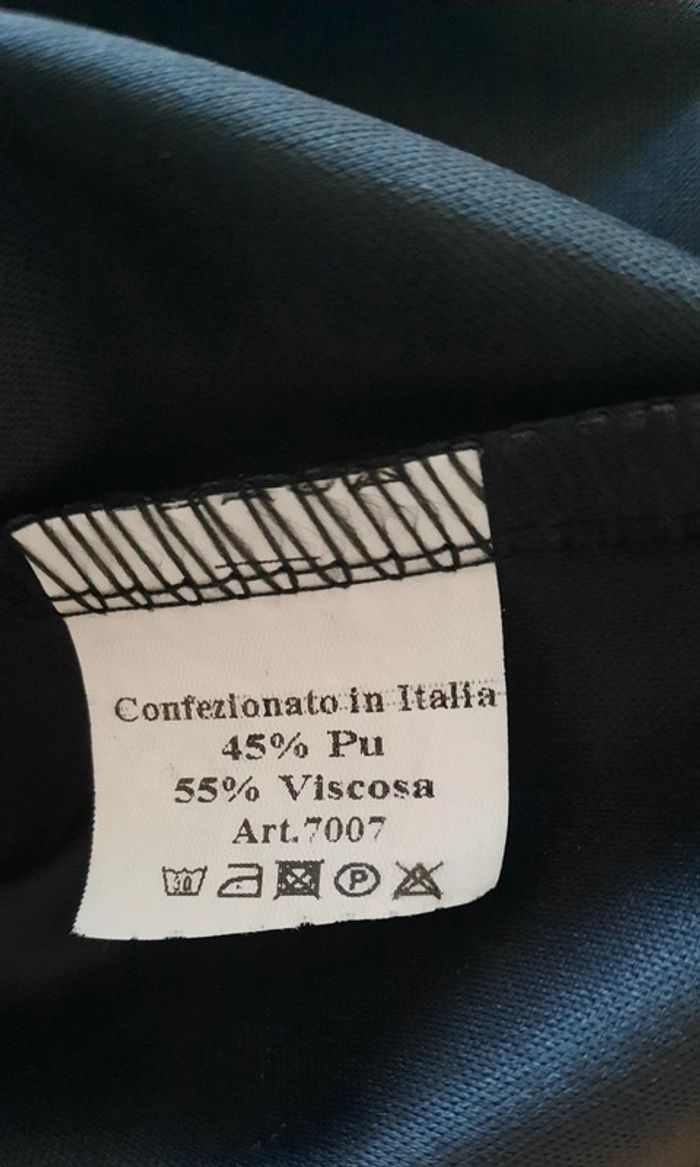 Confezionato in Italia
45% Pu
55% Viscosa
Art.7007
P